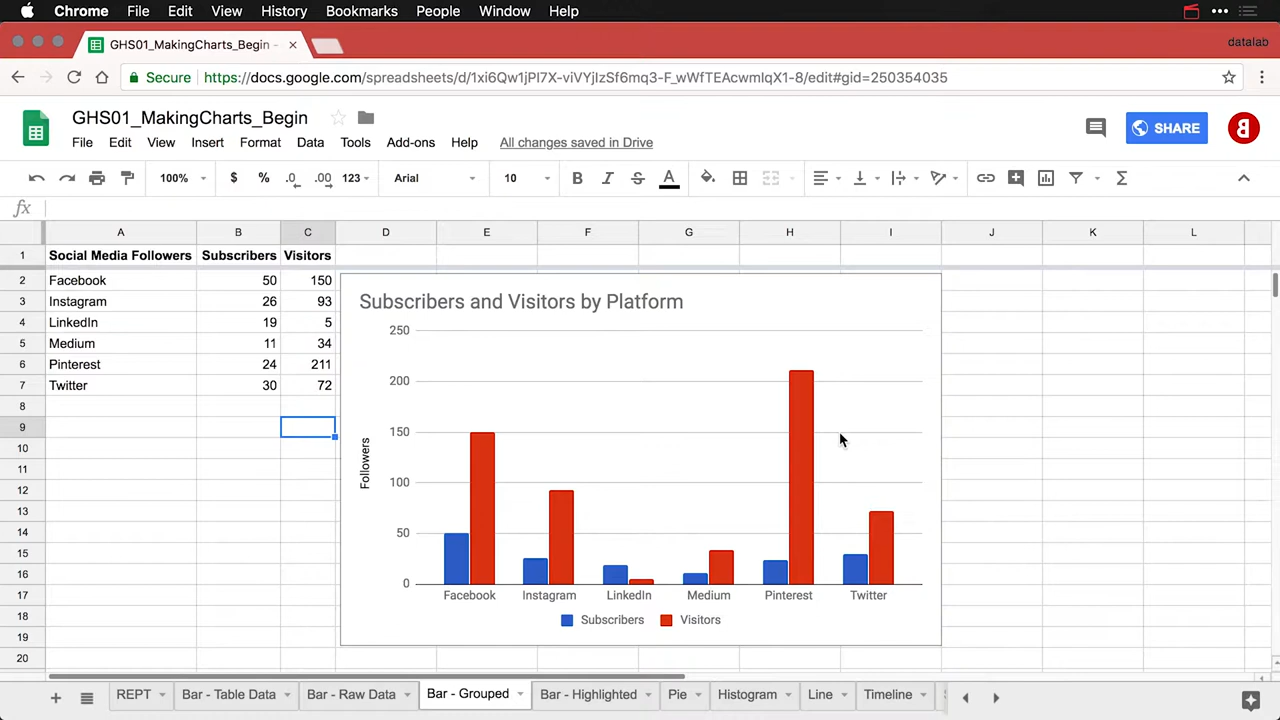 Chrome File Edit View History Bookmarks People Window Help
GHS01_MakingCharts_Begin -
datalab
Secure https://docs.google.com/spreadsheets/d/1xi6Qw1jPl7X-viVYjIzSf6mq3-F_wWfTEAcwmIqX1-8/edit#gid=250354035
GHS01_MakingCharts_Begin
File Edit View Insert Format Data Tools Add-ons Help All changes saved in Drive
SHARE
100% $ % .0 .00 123 Arial 10 B I S A Σ
fx
A B C D E F G H I J K L
1 Social Media Followers Subscribers Visitors
2 Facebook 50 150
3 Instagram 26 93
4 LinkedIn 19 5
5 Medium 11 34
6 Pinterest 24 211
7 Twitter 30 72
8
9
10
11
12
13
14
15
16
17
18
19
20
Subscribers and Visitors by Platform
250
200
150
100
50
0
Followers
Facebook Instagram LinkedIn Medium Pinterest Twitter
Subscribers Visitors
REPT Bar - Table Data Bar - Raw Data Bar - Grouped Bar - Highlighted Pie Histogram Line Timeline